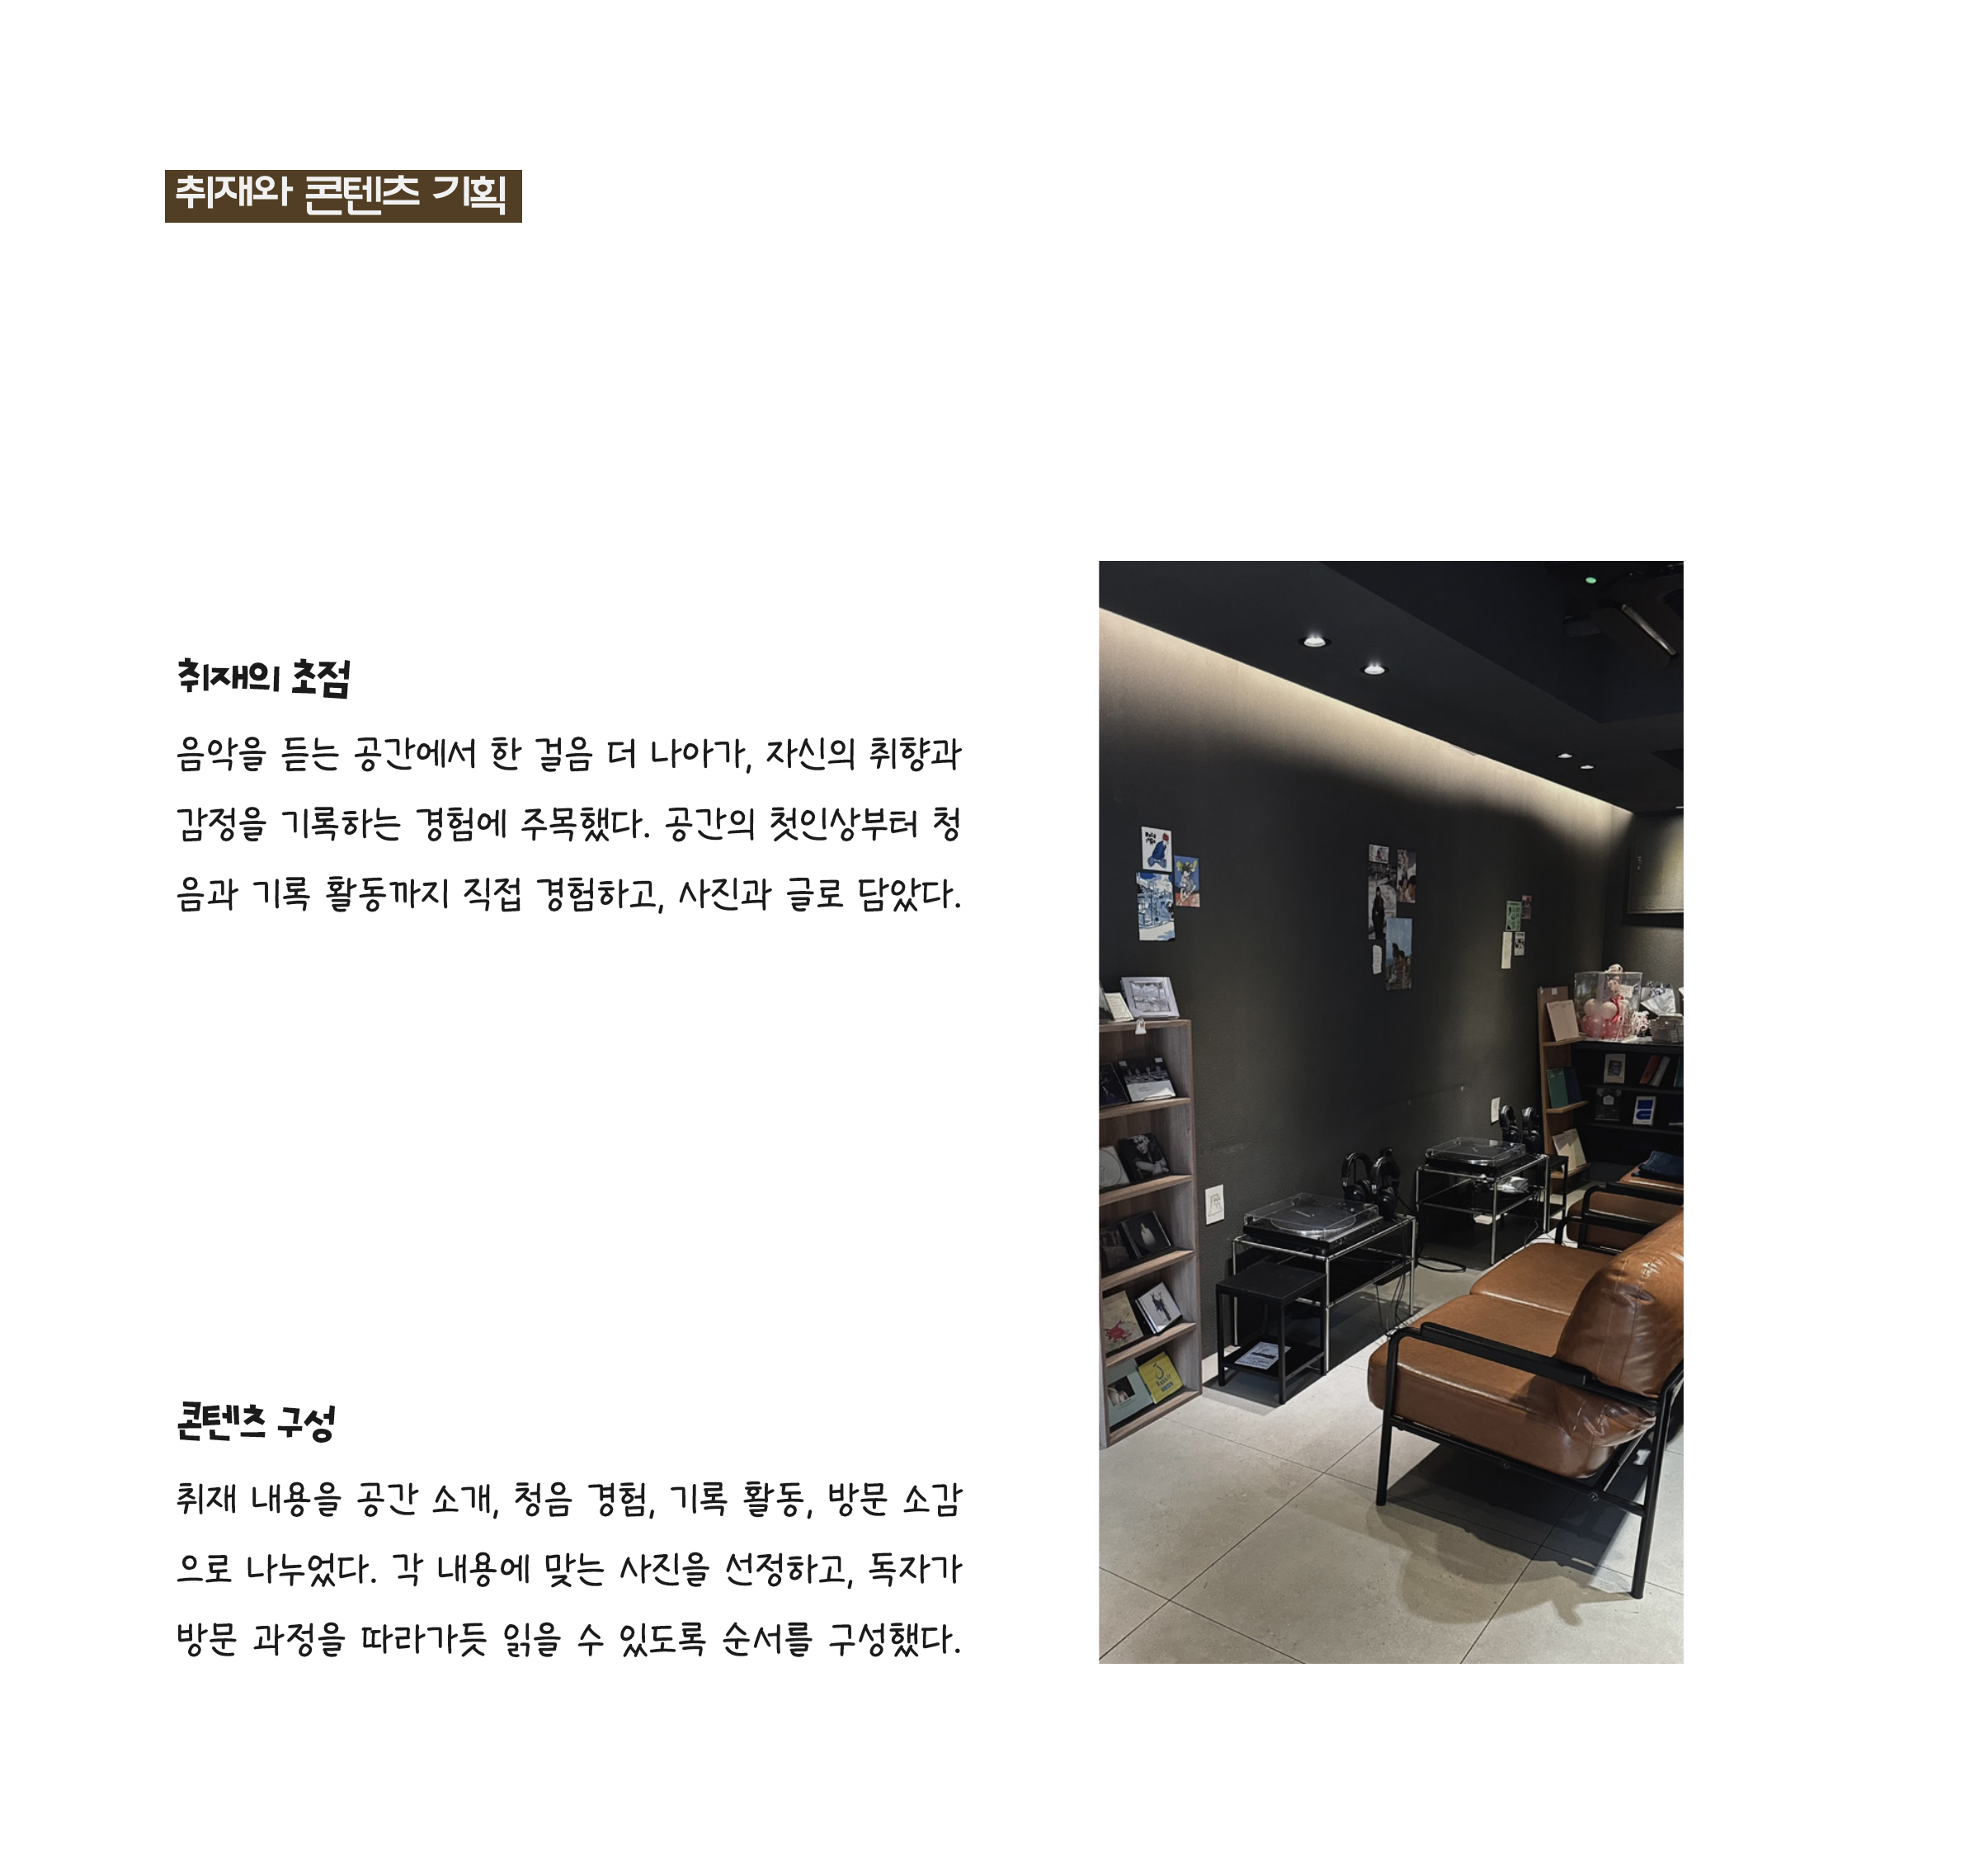 취재와 콘텐츠 기획
취재의 초점
음악을 듣는 공간에서 한 걸음 더 나아가, 자신의 취향과
감정을 기록하는 경험에 주목했다. 공간의 첫인상부터 청
음과 기록 활동까지 직접 경험하고, 사진과 글로 담았다.
콘텐츠 구성
취재 내용을 공간 소개, 청음 경험, 기록 활동, 방문 소감
으로 나누었다. 각 내용에 맞는 사진을 선정하고, 독자가
방문 과정을 따라가듯 읽을 수 있도록 순서를 구성했다.